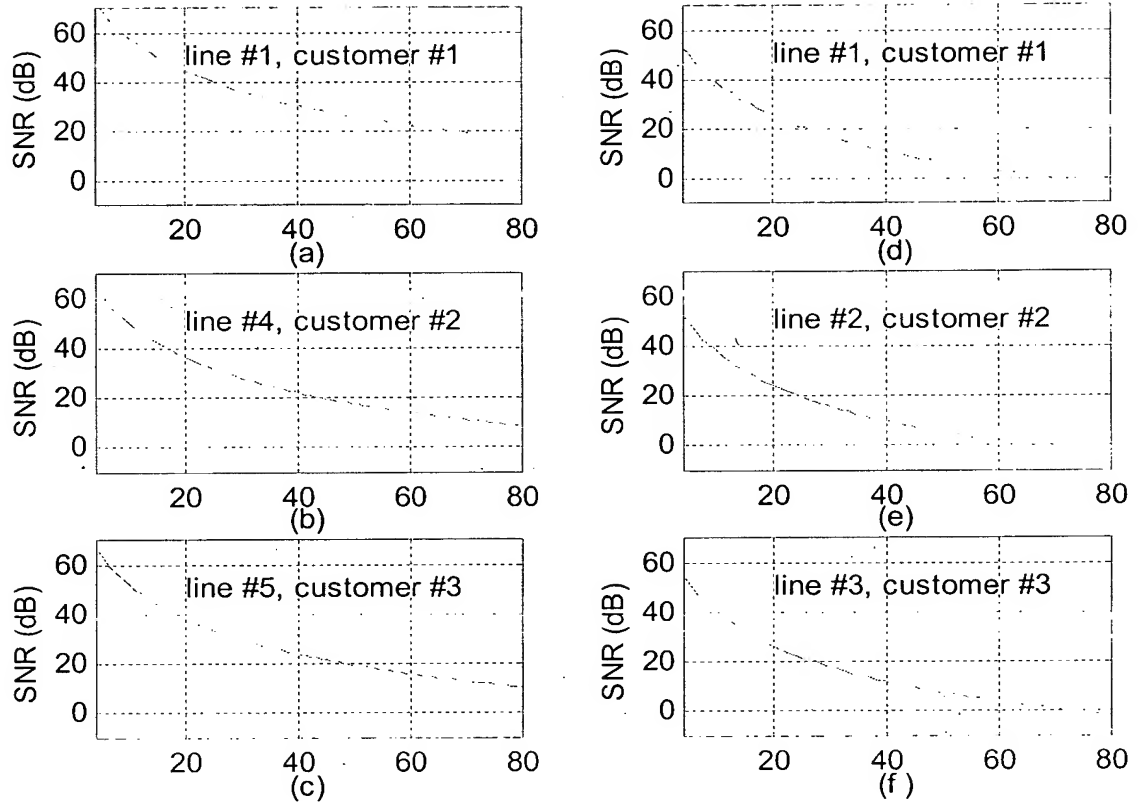 SNR (dB)
60
40
20
0
line #1, customer #1
20
40
60
80
(a)
SNR (dB)
60
40
20
0
line #4, customer #2
20
40
60
80
(b)
SNR (dB)
60
40
20
0
line #5, customer #3
20
40
60
80
(c)
SNR (dB)
60
40
20
0
line #1, customer #1
20
40
60
80
(d)
SNR (dB)
60
40
20
0
line #2, customer #2
20
40
60
80
(e)
SNR (dB)
60
40
20
0
line #3, customer #3
20
40
60
80
(f )